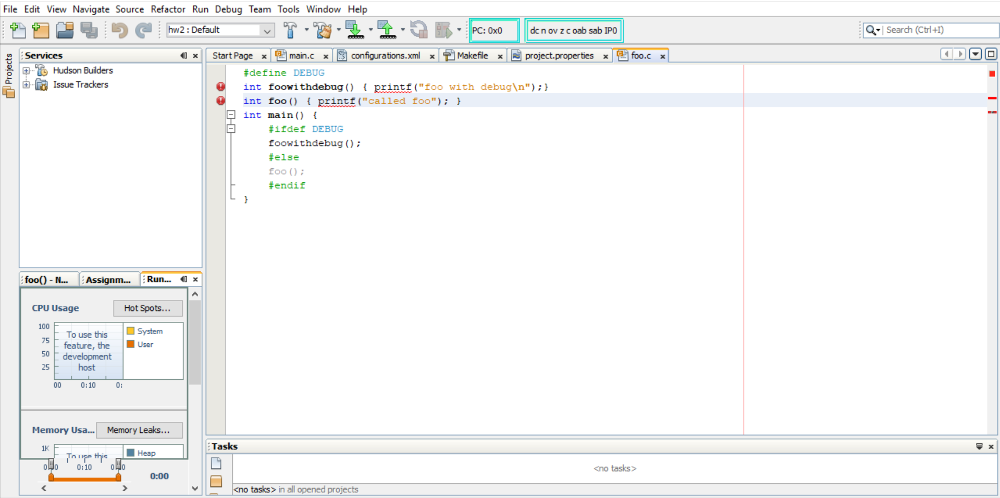 File Edit View Navigate Source Refactor Run Debug Team Tools Window Help
hw2 : Default
PC: 0x0
dc n ov z c oab sab IP0
Search (Ctrl+I)
Projects
Services
Hudson Builders
Issue Trackers
Start Page main.c configurations.xml Makefile project.properties foo.c
#define DEBUG
int foowithdebug() { printf("foo with debug\n");}
int foo() { printf("called foo"); }
int main() {
#ifdef DEBUG
foowithdebug();
#else
foo();
#endif
}
foo() - N... Assignm... Run...
CPU Usage
Hot Spots...
100
75
50
25
To use this
feature, the
development
host
System
User
00 0:10 0:
Memory Usa...
Memory Leaks...
1K
To use this
Heap
0:10
0:00
Tasks
<no tasks>
<no tasks> in all opened projects